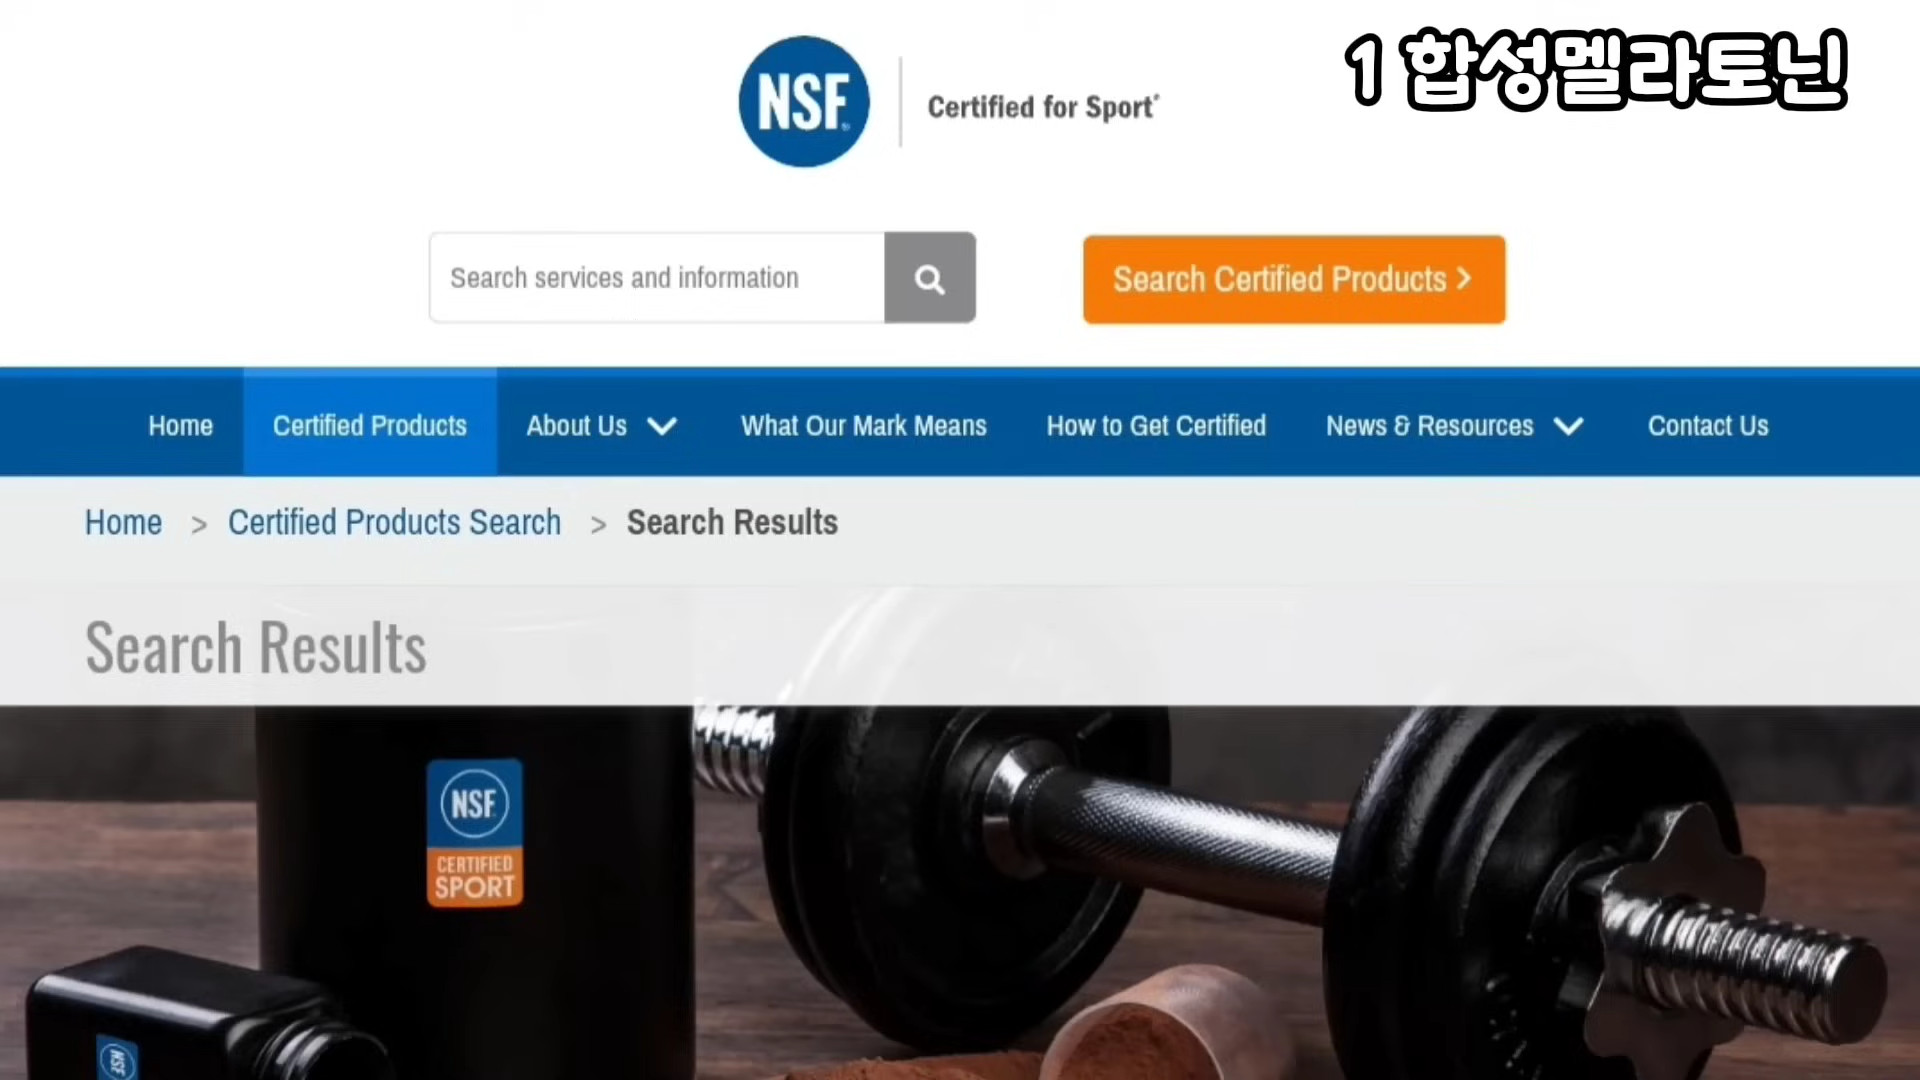 1 합성멜라토닌
NSF
Certified for Sport®
Search services and information
Search Certified Products >
Home
Certified Products
About Us
What Our Mark Means
How to Get Certified
News & Resources
Contact Us
Home > Certified Products Search > Search Results
Search Results
NSF
CERTIFIED
SPORT
NSF